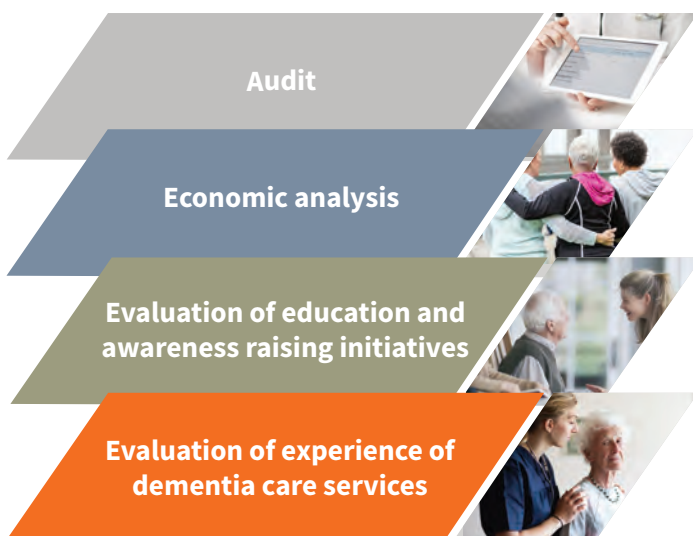 Audit
Economic analysis
Evaluation of education and
awareness raising initiatives
Evaluation of experience of
dementia care services